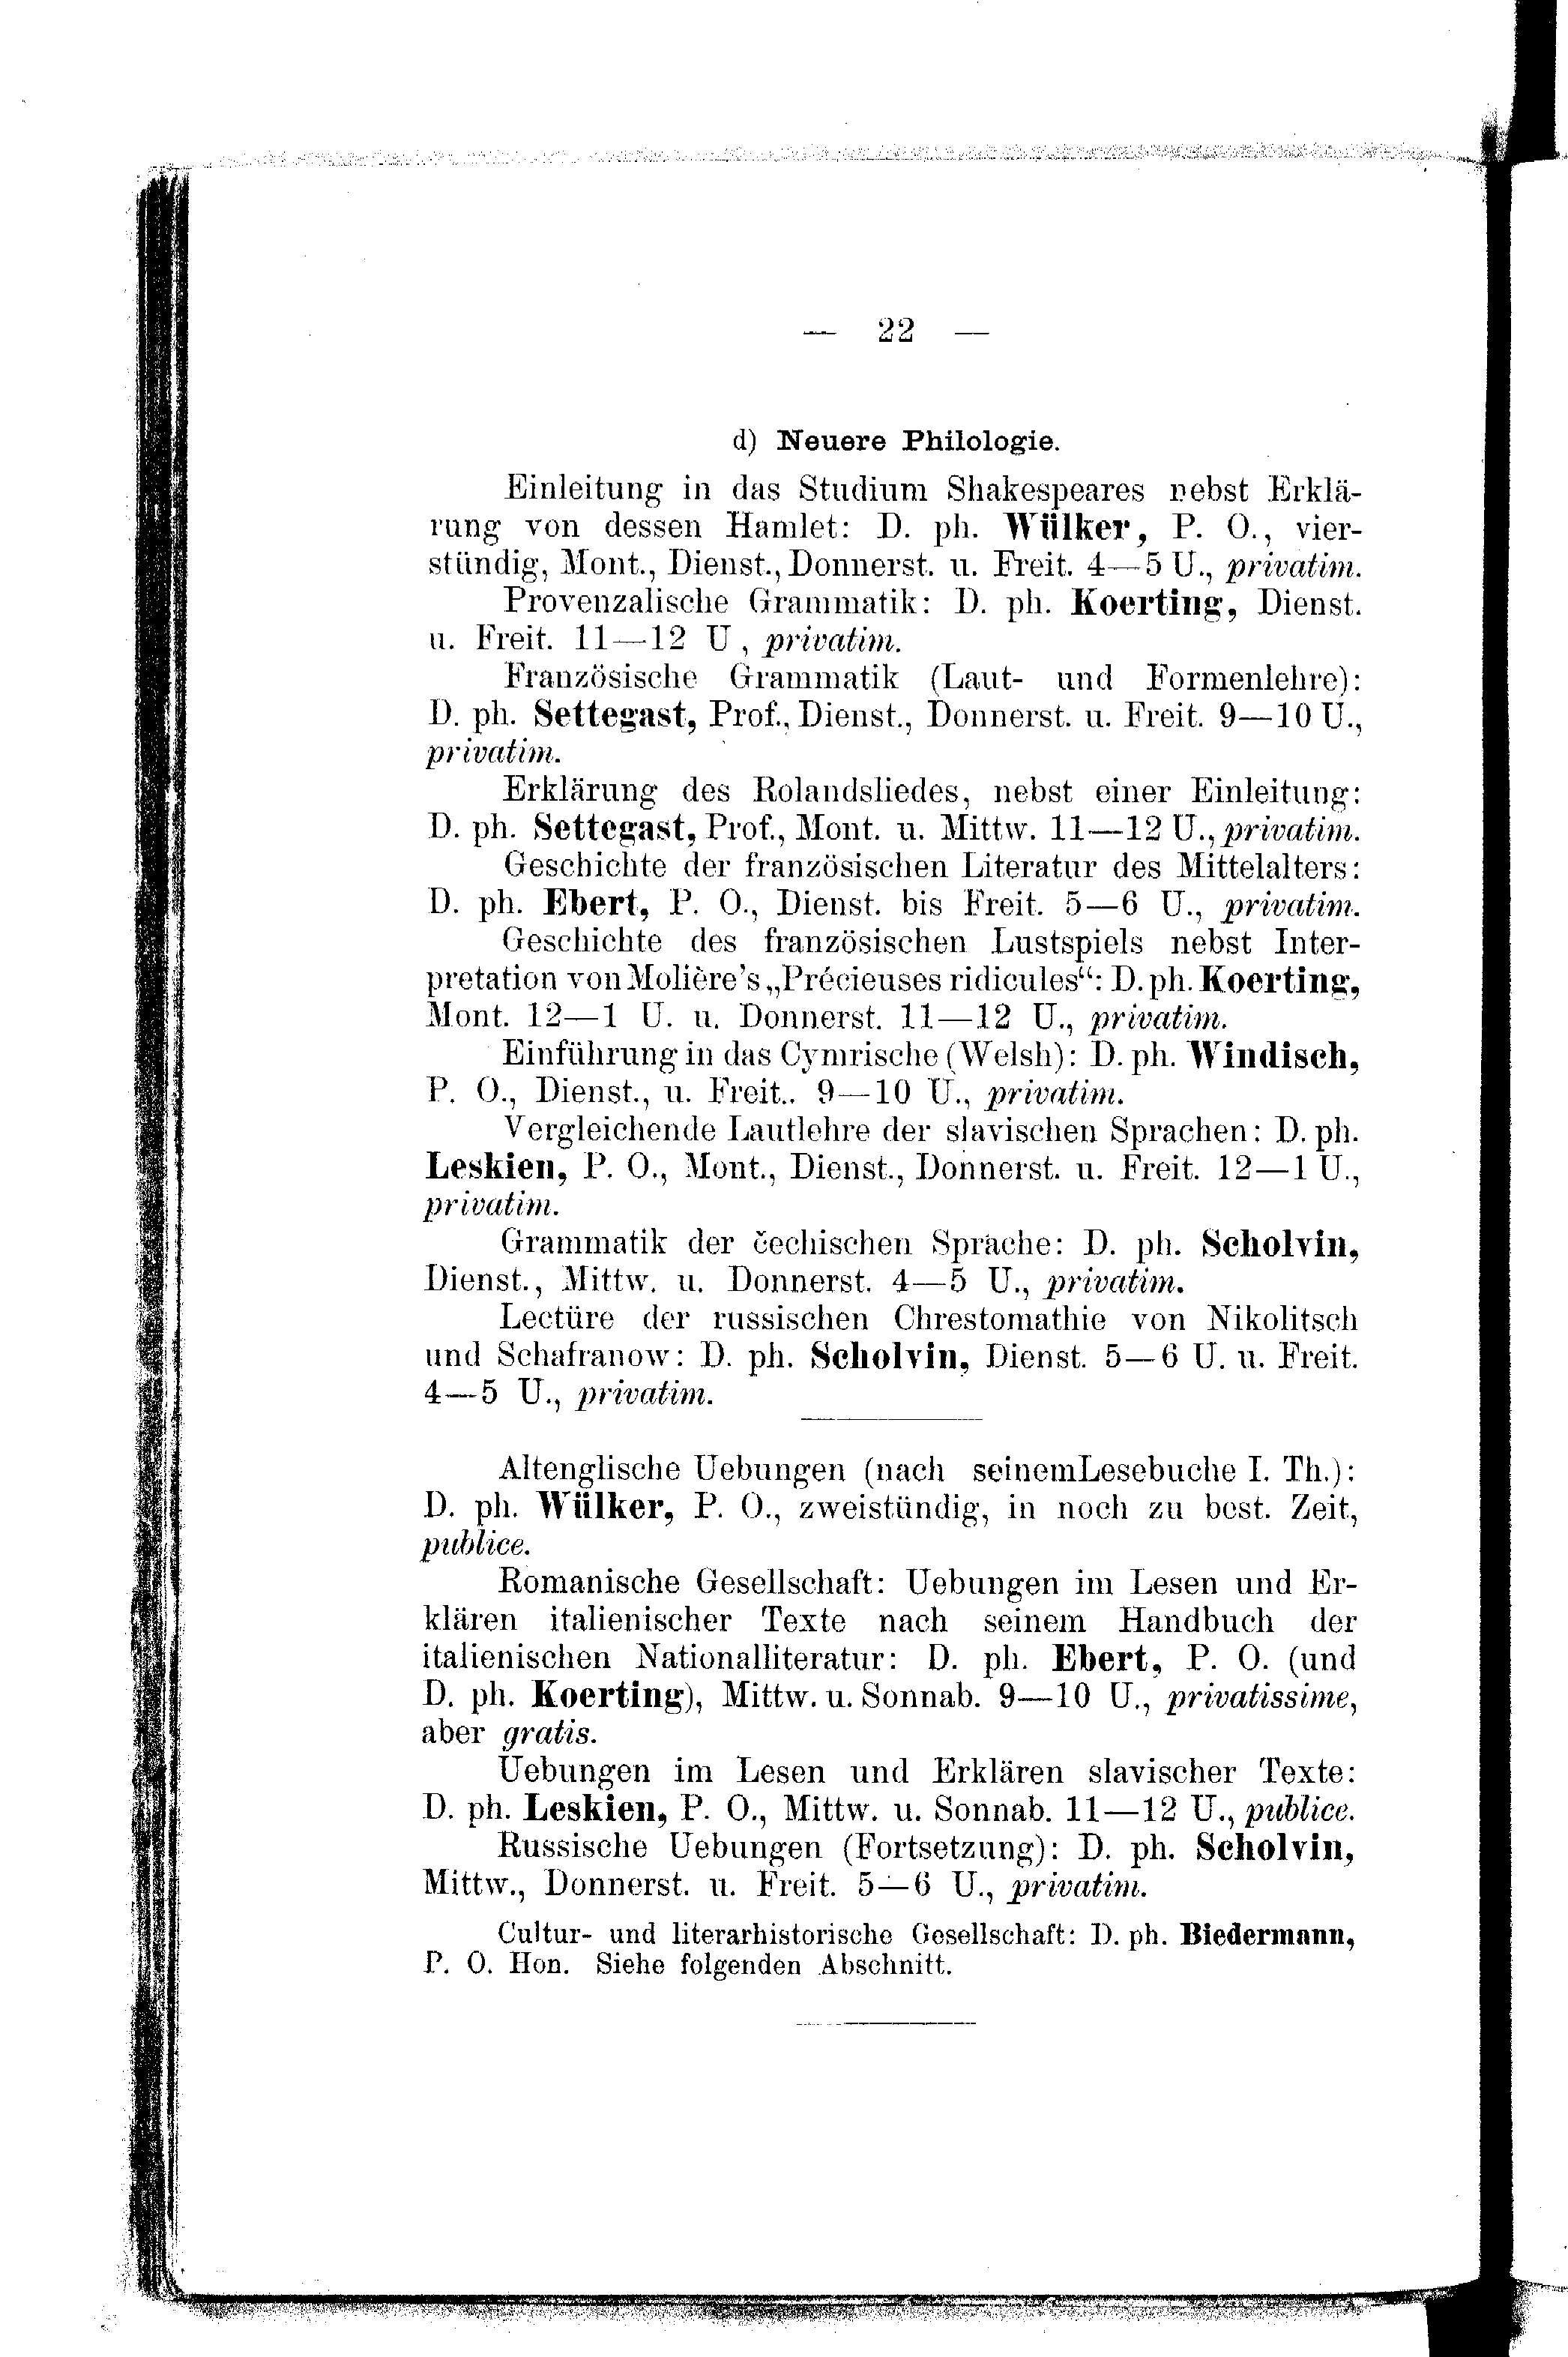 — 22 —
d) Neuere Philologie.
Einleitung in das Studium Shakespeares nebst Erklä-
rung von dessen Hamlet: D. ph. Wülker, P. O., vier-
stündig, Mont., Dienst., Donnerst. u. Freit. 4—5 U., privatim.
Provenzalische Grammatik: D. ph. Koerting, Dienst.
u. Freit. 11—12 U , privatim.
Französische Grammatik (Laut- und Formenlehre):
D. ph. Settegast, Prof., Dienst., Donnerst. u. Freit. 9—10 U.,
privatim.
Erklärung des Rolandsliedes, nebst einer Einleitung:
D. ph. Settegast, Prof., Mont. u. Mittw. 11—12 U., privatim.
Geschichte der französischen Literatur des Mittelalters:
D. ph. Ebert, P. O., Dienst. bis Freit. 5—6 U., privatim.
Geschichte des französischen Lustspiels nebst Inter-
pretation von Molière's „Précieuses ridicules“: D. ph. Koerting,
Mont. 12—1 U. u. Donnerst. 11—12 U., privatim.
Einführung in das Cymrische (Welsh): D. ph. Windisch,
P. O., Dienst., u. Freit.. 9—10 U., privatim.
Vergleichende Lautlehre der slavischen Sprachen: D. ph.
Leskien, P. O., Mont., Dienst., Donnerst. u. Freit. 12—1 U.,
privatim.
Grammatik der čechischen Sprache: D. ph. Scholvin,
Dienst., Mittw. u. Donnerst. 4—5 U., privatim.
Lectüre der russischen Chrestomathie von Nikolitsch
und Schafranow: D. ph. Scholvin, Dienst. 5—6 U. u. Freit.
4—5 U., privatim.
Altenglische Uebungen (nach seinemLesebuche I. Th.):
D. ph. Wülker, P. O., zweistündig, in noch zu best. Zeit,
publice.
Romanische Gesellschaft: Uebungen im Lesen und Er-
klären italienischer Texte nach seinem Handbuch der
italienischen Nationalliteratur: D. ph. Ebert, P. O. (und
D. ph. Koerting), Mittw. u. Sonnab. 9—10 U., privatissime,
aber gratis.
Uebungen im Lesen und Erklären slavischer Texte:
D. ph. Leskien, P. O., Mittw. u. Sonnab. 11—12 U., publice.
Russische Uebungen (Fortsetzung): D. ph. Scholvin,
Mittw., Donnerst. u. Freit. 5—6 U., privatim.
Cultur- und literarhistorische Gesellschaft: D. ph. Biedermann,
P. O. Hon. Siehe folgenden Abschnitt.